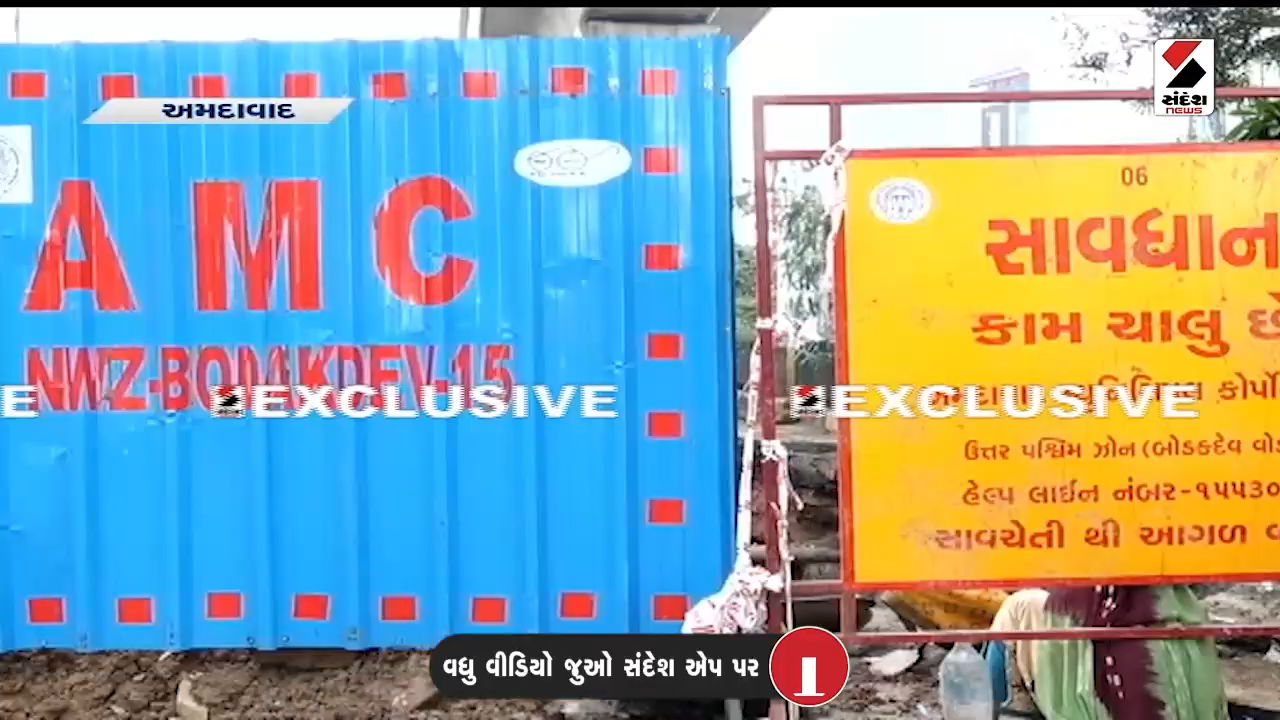 અમદાવાદ
સંદેશ
NEWS
AMC
NWZ-BODAKDEV-15
EXCLUSIVE
EXCLUSIVE
06
સાવધાન
કામ ચાલુ છે
કોર્પો
ઉત્તર પશ્ચિમ ઝોન (બોડકદેવ વો
હેલ્પ લાઈન નંબર-૧૫૫૩૦
સાવચેતી થી આગળ વ
વધુ વીડિયો જુઓ સંદેશ એપ પર